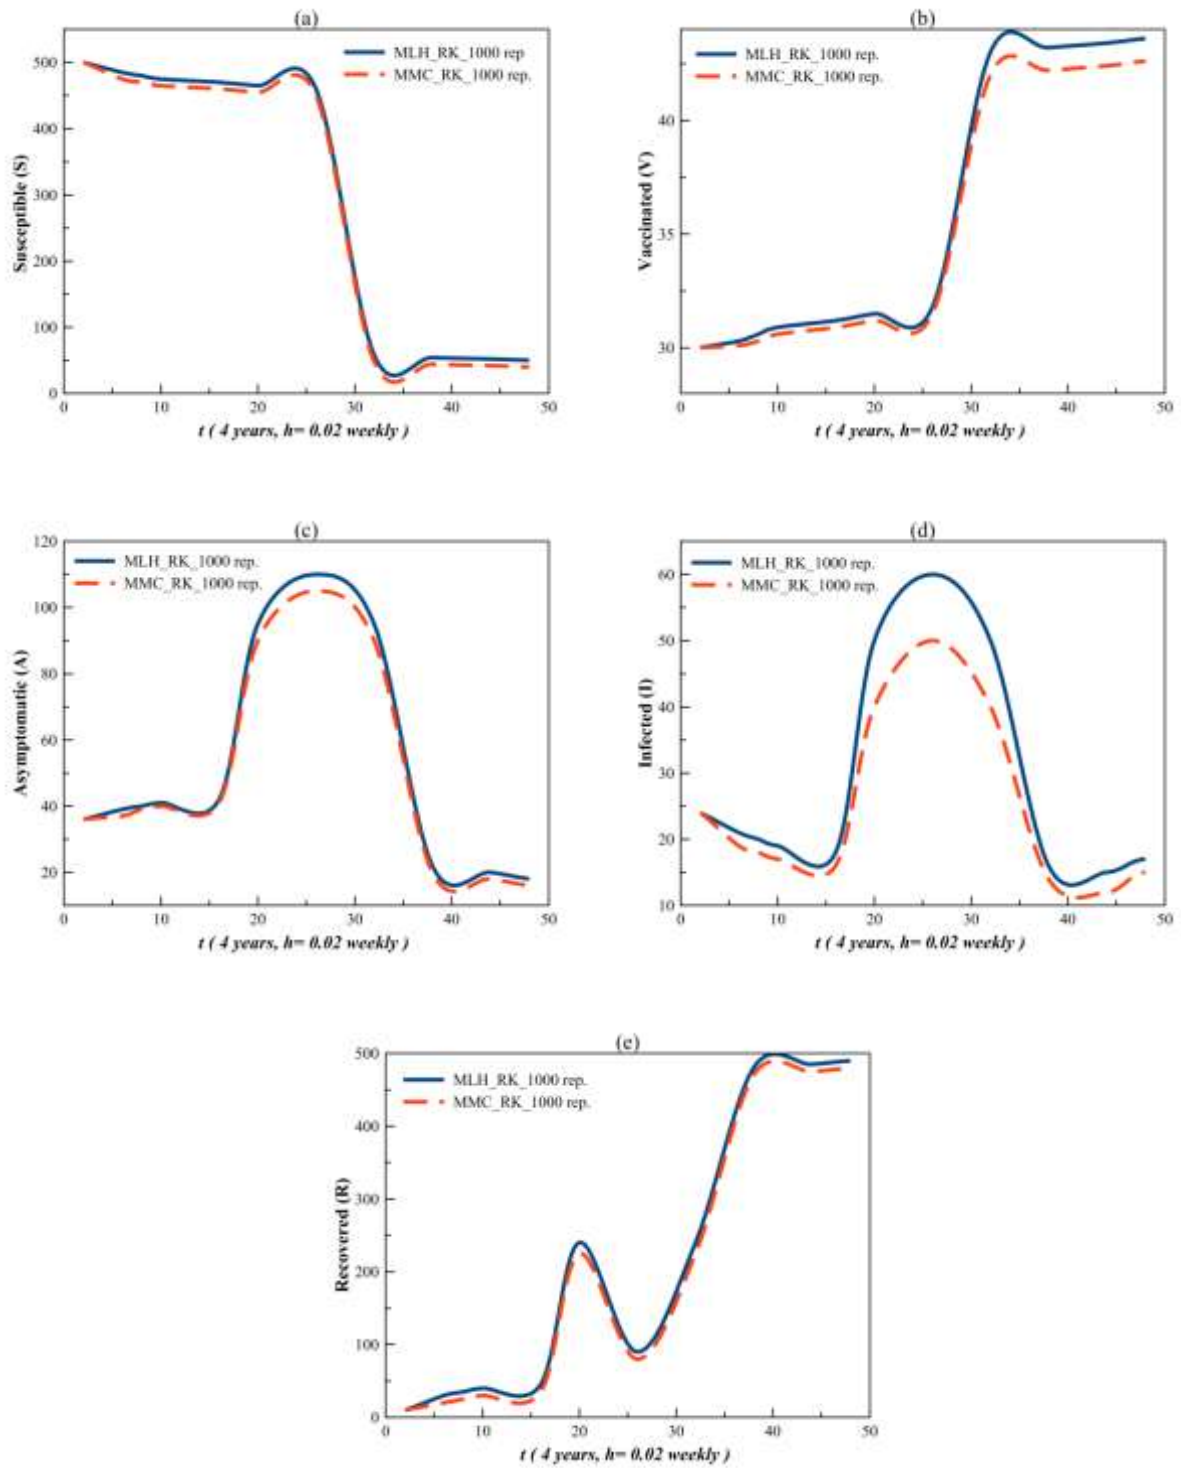 (a)
MLH_RK_1000 rep
MMC_RK_1000 rep.
500
400
300
200
100
0
Susceptible (S)
0 10 20 30 40 50
t ( 4 years, h= 0.02 weekly )
(b)
MLH_RK_1000 rep.
MMC_RK_1000 rep.
40
35
30
Vaccinated (V)
0 10 20 30 40 50
t ( 4 years, h= 0.02 weekly )
(c)
MLH_RK_1000 rep.
MMC_RK_1000 rep.
120
100
80
60
40
20
Asymptomatic (A)
0 10 20 30 40 50
t ( 4 years, h= 0.02 weekly )
(d)
MLH_RK_1000 rep.
MMC_RK_1000 rep.
60
50
40
30
20
10
Infected (I)
0 10 20 30 40 50
t ( 4 years, h= 0.02 weekly )
(e)
MLH_RK_1000 rep.
MMC_RK_1000 rep.
500
400
300
200
100
0
Recovered (R)
0 10 20 30 40 50
t ( 4 years, h= 0.02 weekly )